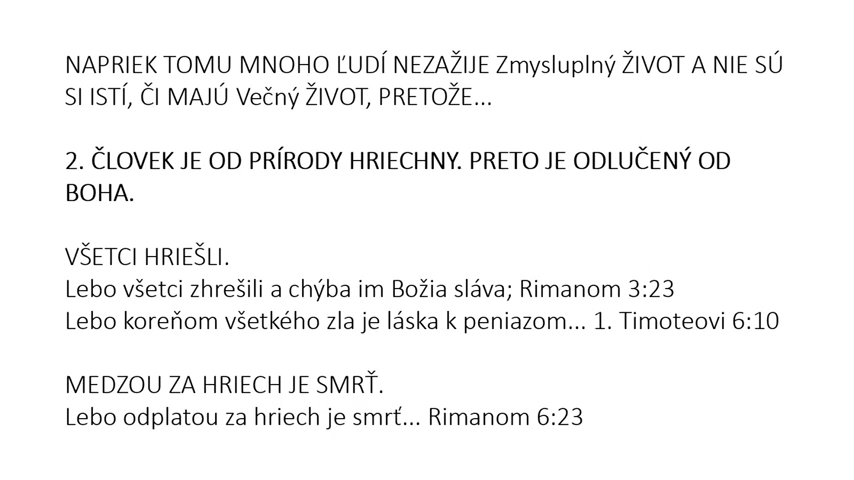 NAPRIEK TOMU MNOHO ĽUDÍ NEZAŽIJE Zmysluplný ŽIVOT A NIE SÚ
SI ISTÍ, ČI MAJÚ Večný ŽIVOT, PRETOŽE...
2. ČLOVEK JE OD PRÍRODY HRIECHNY. PRETO JE ODLUČENÝ OD
BOHA.
VŠETCI HRIEŠLI.
Lebo všetci zhrešili a chýba im Božia sláva; Rimanom 3:23
Lebo koreňom všetkého zla je láska k peniazom... 1. Timoteovi 6:10
MEDZOU ZA HRIECH JE SMRŤ.
Lebo odplatou za hriech je smrť... Rimanom 6:23